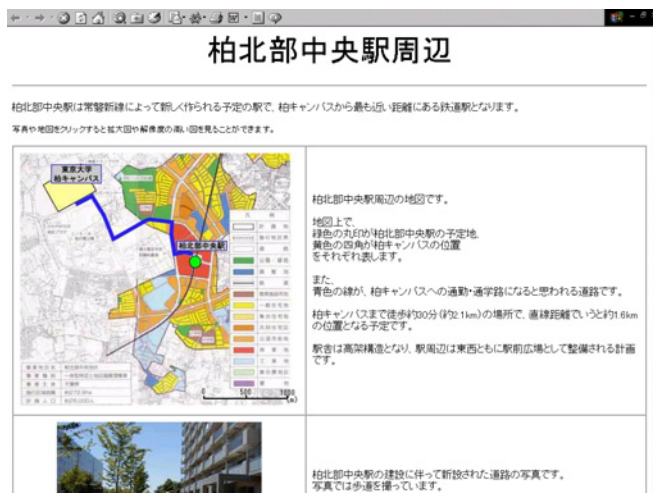 柏北部中央駅周辺
柏北部中央駅は常磐新線によって新しく作られる予定の駅で、柏キャンパスから最も近い距離にある鉄道駅となります。
写真や地図をクリックすると拡大図や解像度の高い図を見ることができます。
東京大学
柏キャンパス
柏北部中央駅
0 500 1000
(m)
柏北部中央駅周辺の地図です。
地図上で、
緑色の丸印が柏北部中央駅の予定地、
黄色の四角が柏キャンパスの位置
をそれぞれ表します。
また、
青色の線が、柏キャンパスへの通勤・通学路になると思われる道路です。
柏キャンパスまで徒歩約30分(約2.1km)の場所で、直線距離でいうと約1.6km
の位置となる予定です。
駅舎は高架構造となり、駅周辺は東西ともに駅前広場として整備される計画
です。
柏北部中央駅の建設に伴って新設された道路の写真です。
写真では歩道を撮っています。